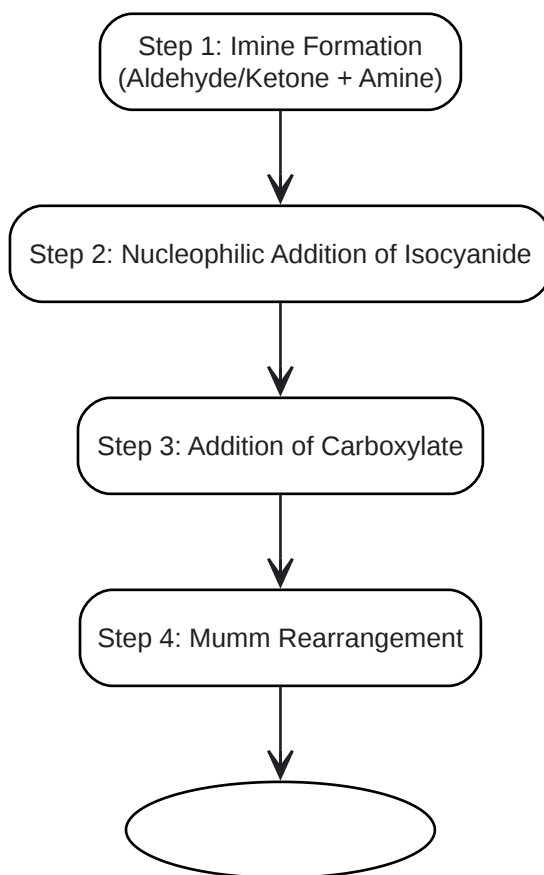 Step 1: Imine Formation
(Aldehyde/Ketone + Amine)
Step 2: Nucleophilic Addition of Isocyanide
Step 3: Addition of Carboxylate
Step 4: Mumm Rearrangement